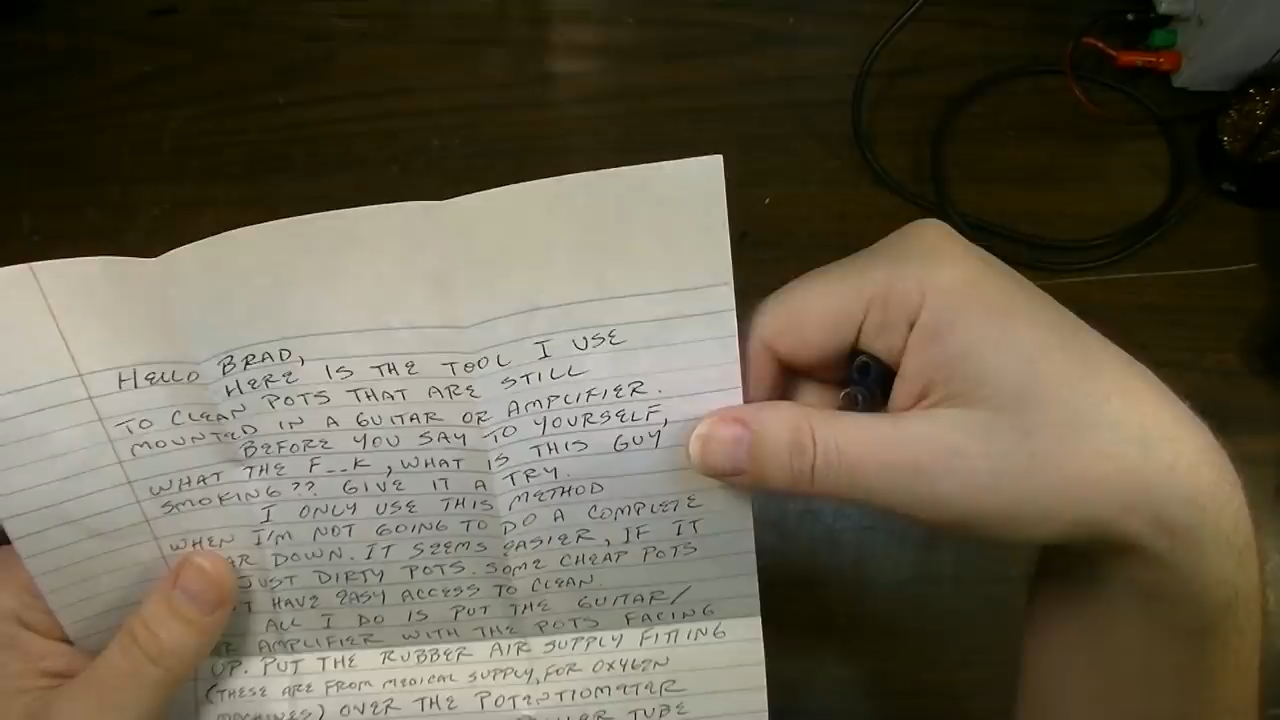 HELLO BRAD,
HERE IS THE TOOL I USE
TO CLEAN POTS THAT ARE STILL
MOUNTED IN A GUITAR OR AMPLIFIER.
BEFORE YOU SAY TO YOURSELF,
WHAT THE F__K, WHAT IS THIS GUY
SMOKING?? GIVE IT A TRY.
I ONLY USE THIS METHOD
WHEN I'M NOT GOING TO DO A COMPLETE
AR DOWN. IT SEEMS EASIER, IF IT
JUST DIRTY POTS. SOME CHEAP POTS
T HAVE EASY ACCESS TO CLEAN.
ALL I DO IS PUT THE GUITAR/
R AMPLIFIER WITH THE POTS FACING
UP. PUT THE RUBBER AIR SUPPLY FITTING
(THESE ARE FROM MEDICAL SUPPLY, FOR OXYGEN
MACHINES) OVER THE POTENTIOMETER
TUBE